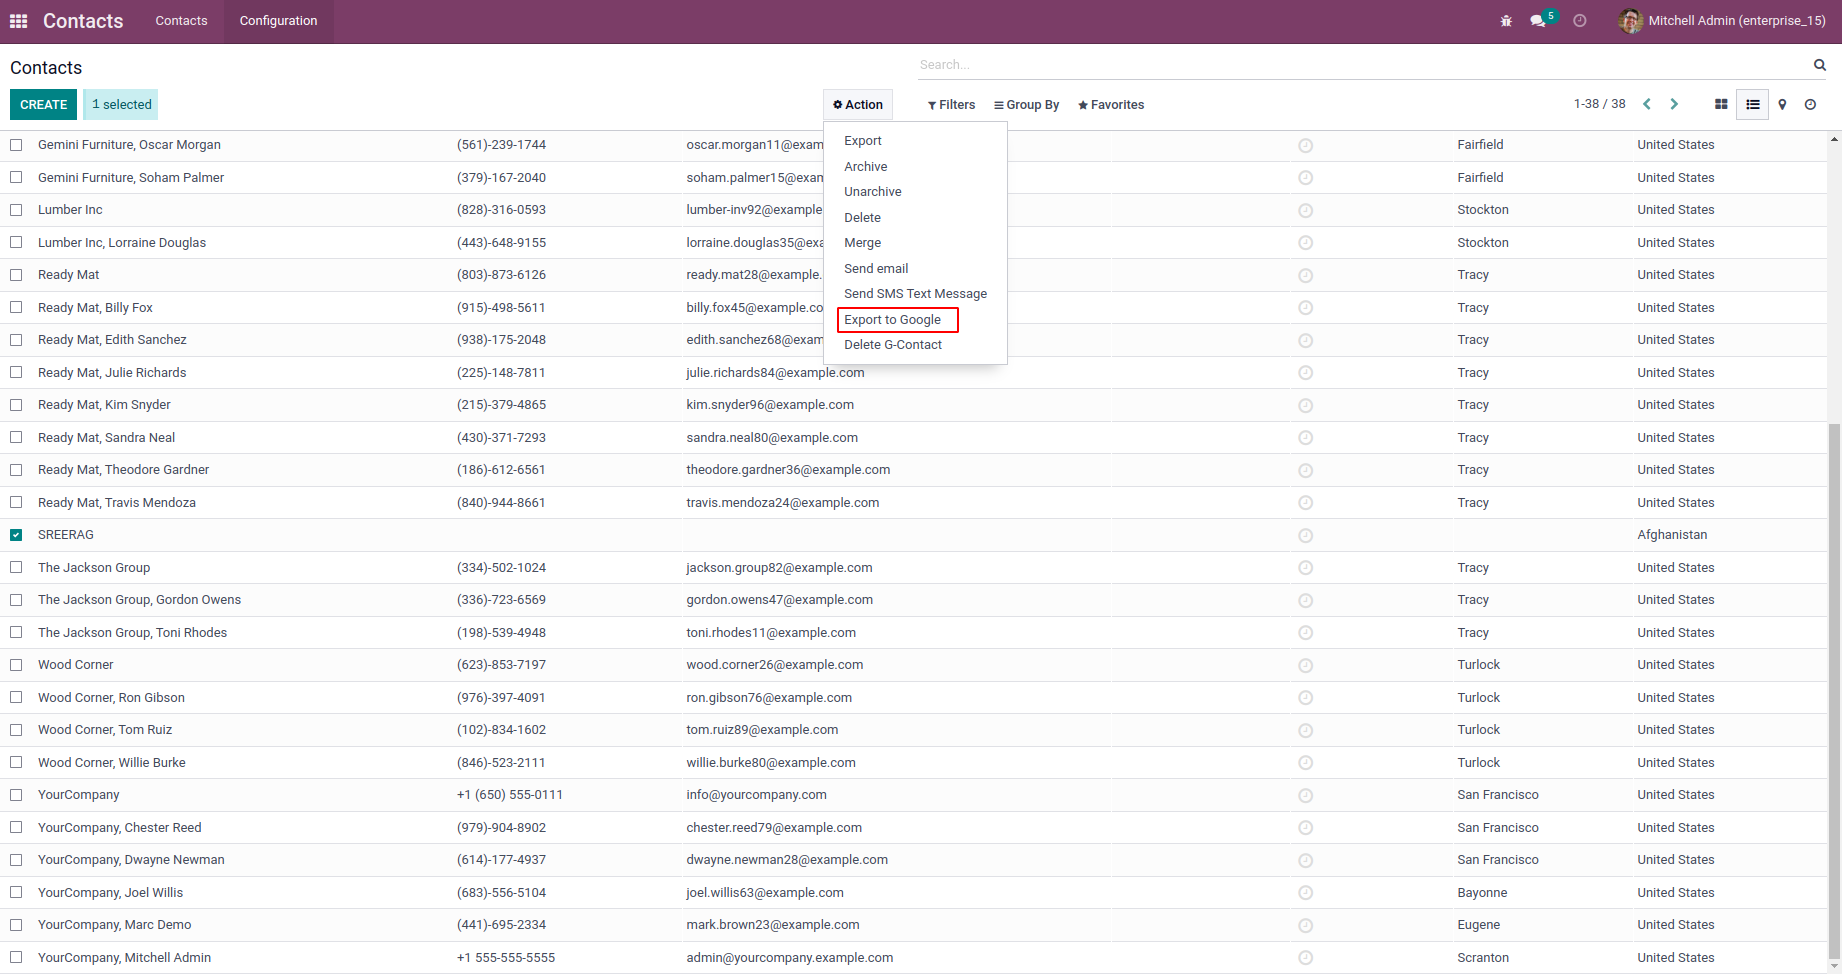 Contacts Contacts Configuration 5 Mitchell Admin (enterprise_15)
Contacts Search...
CREATE 1 selected Action Filters Group By Favorites 1-38 / 38
Export
Archive
Unarchive
Delete
Merge
Send email
Send SMS Text Message
Export to Google
Delete G-Contact
Gemini Furniture, Oscar Morgan (561)-239-1744 oscar.morgan11@exam Fairfield United States
Gemini Furniture, Soham Palmer (379)-167-2040 soham.palmer15@exan Fairfield United States
Lumber Inc (828)-316-0593 lumber-inv92@example Stockton United States
Lumber Inc, Lorraine Douglas (443)-648-9155 lorraine.douglas35@exa Stockton United States
Ready Mat (803)-873-6126 ready.mat28@example. Tracy United States
Ready Mat, Billy Fox (915)-498-5611 billy.fox45@example.co Tracy United States
Ready Mat, Edith Sanchez (938)-175-2048 edith.sanchez68@exam Tracy United States
Ready Mat, Julie Richards (225)-148-7811 julie.richards84@example.com Tracy United States
Ready Mat, Kim Snyder (215)-379-4865 kim.snyder96@example.com Tracy United States
Ready Mat, Sandra Neal (430)-371-7293 sandra.neal80@example.com Tracy United States
Ready Mat, Theodore Gardner (186)-612-6561 theodore.gardner36@example.com Tracy United States
Ready Mat, Travis Mendoza (840)-944-8661 travis.mendoza24@example.com Tracy United States
SREERAG Afghanistan
The Jackson Group (334)-502-1024 jackson.group82@example.com Tracy United States
The Jackson Group, Gordon Owens (336)-723-6569 gordon.owens47@example.com Tracy United States
The Jackson Group, Toni Rhodes (198)-539-4948 toni.rhodes11@example.com Tracy United States
Wood Corner (623)-853-7197 wood.corner26@example.com Turlock United States
Wood Corner, Ron Gibson (976)-397-4091 ron.gibson76@example.com Turlock United States
Wood Corner, Tom Ruiz (102)-834-1602 tom.ruiz89@example.com Turlock United States
Wood Corner, Willie Burke (846)-523-2111 willie.burke80@example.com Turlock United States
YourCompany +1 (650) 555-0111 info@yourcompany.com San Francisco United States
YourCompany, Chester Reed (979)-904-8902 chester.reed79@example.com San Francisco United States
YourCompany, Dwayne Newman (614)-177-4937 dwayne.newman28@example.com San Francisco United States
YourCompany, Joel Willis (683)-556-5104 joel.willis63@example.com Bayonne United States
YourCompany, Marc Demo (441)-695-2334 mark.brown23@example.com Eugene United States
YourCompany, Mitchell Admin +1 555-555-5555 admin@yourcompany.example.com Scranton United States